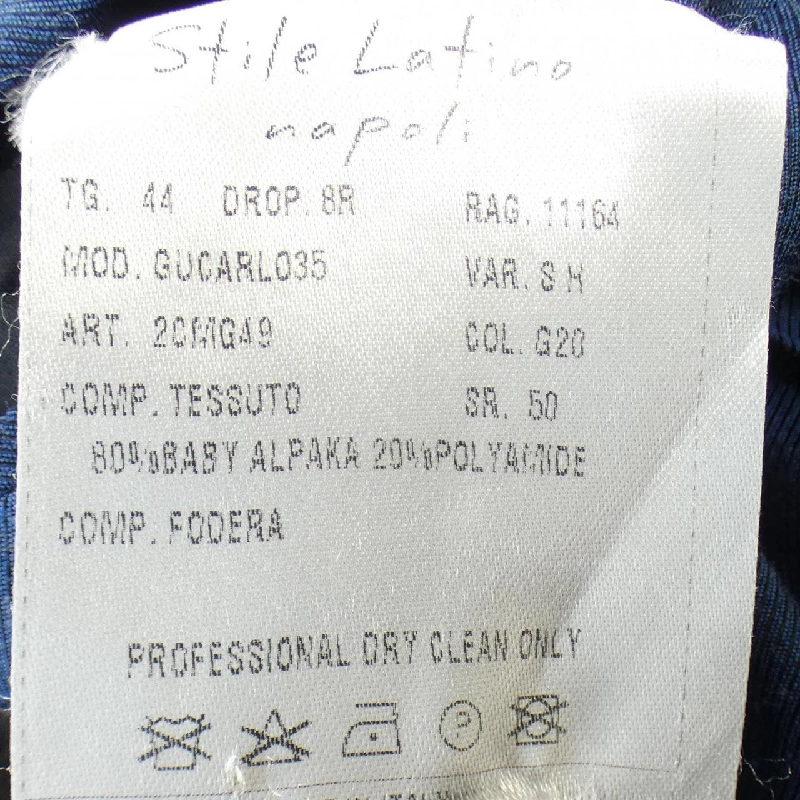 Stile Latino
napoli
TG. 44 DROP. 8R RAG. 11164
MOD. GUCARLO35 VAR. S H
ART. 2CMG49 COL. G20
COMP. TESSUTO SR. 50
80%BABY ALPAKA 20%POLYAMIDE
COMP. FODERA
PROFESSIONAL DRY CLEAN ONLY
P